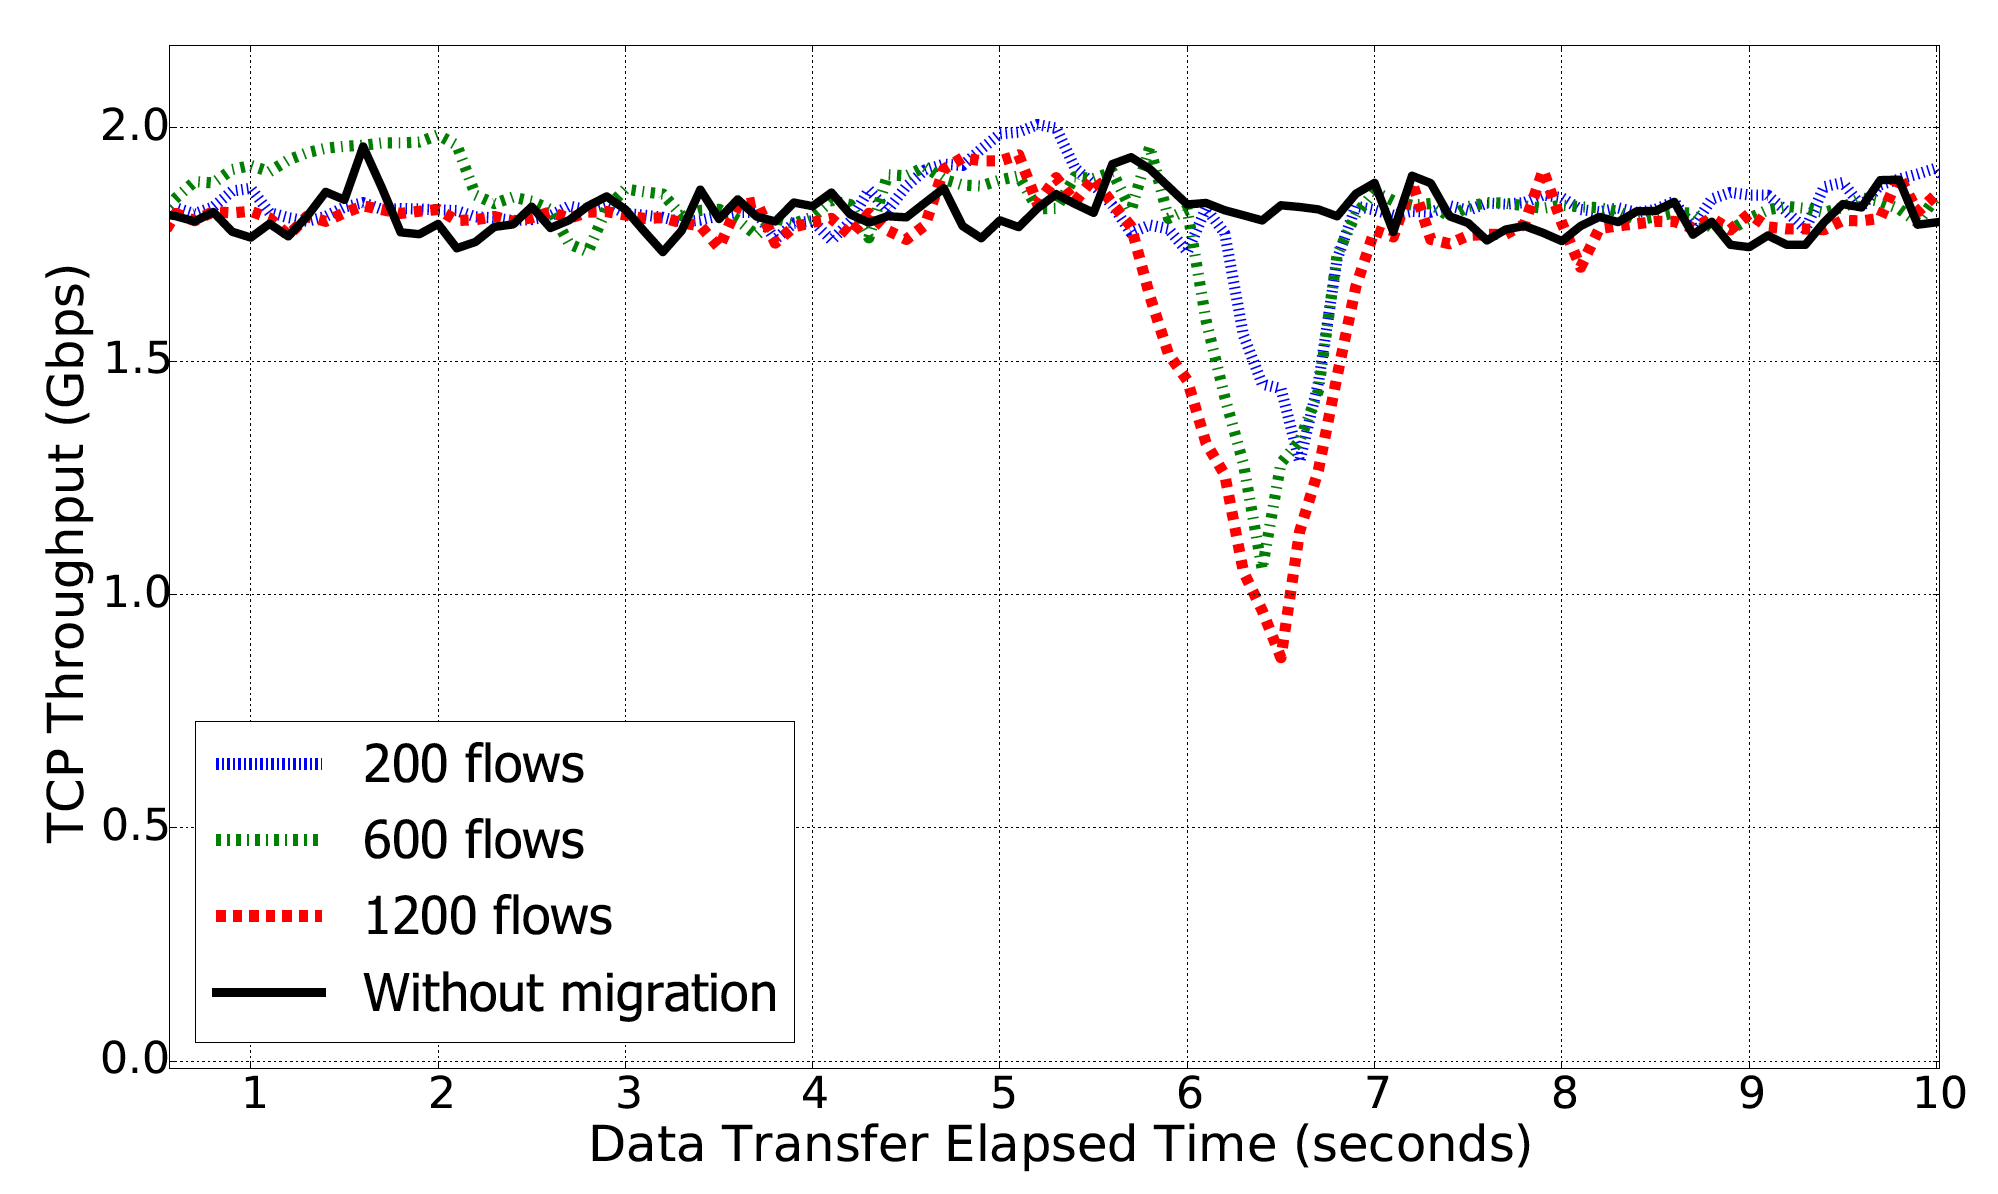 TCP Throughput (Gbps)
2.0
1.5
1.0
0.5
0.0
200 flows
600 flows
1200 flows
Without migration
1 2 3 4 5 6 7 8 9 10
Data Transfer Elapsed Time (seconds)